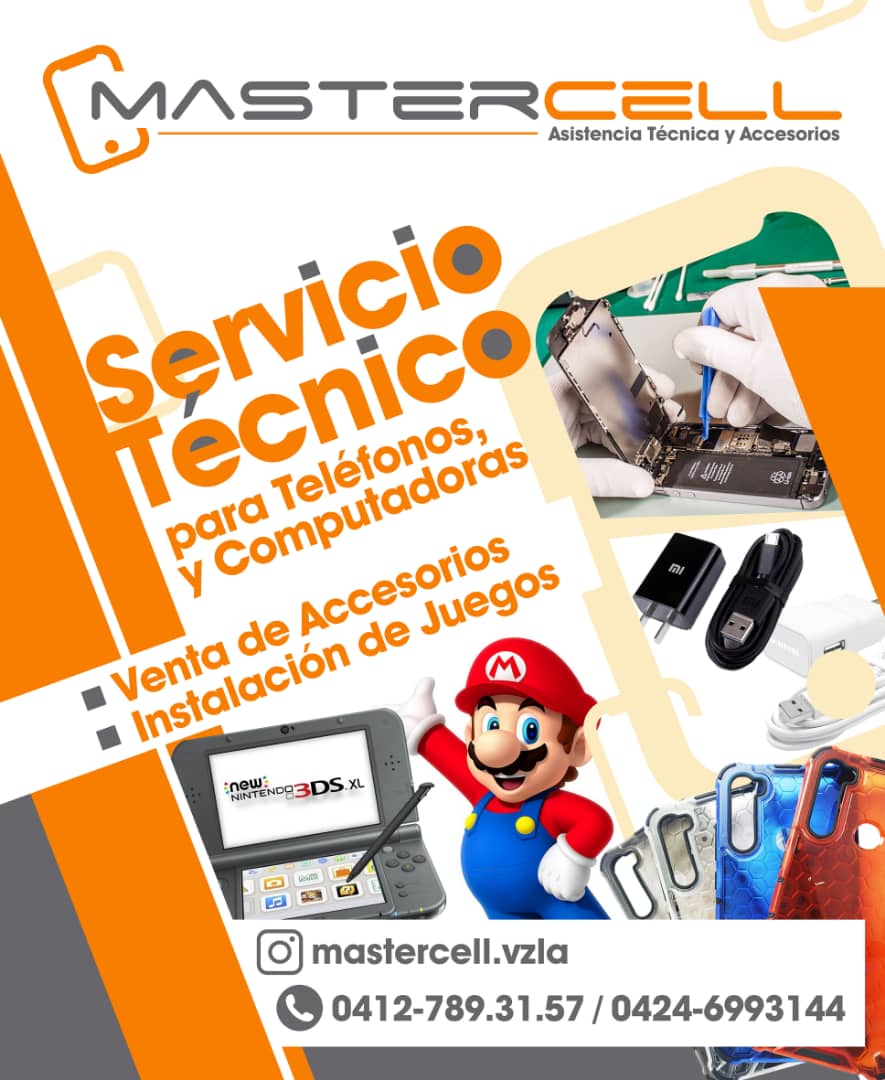 MASTERCELL
Asistencia Técnica y Accesorios
Servicio
Técnico
para Teléfonos,
y Computadoras
Venta de Accesorios
Instalación de Juegos
mi
M
new
NINTENDO 3DS XL
mastercell.vzla
0412-789.31.57 / 0424-6993144